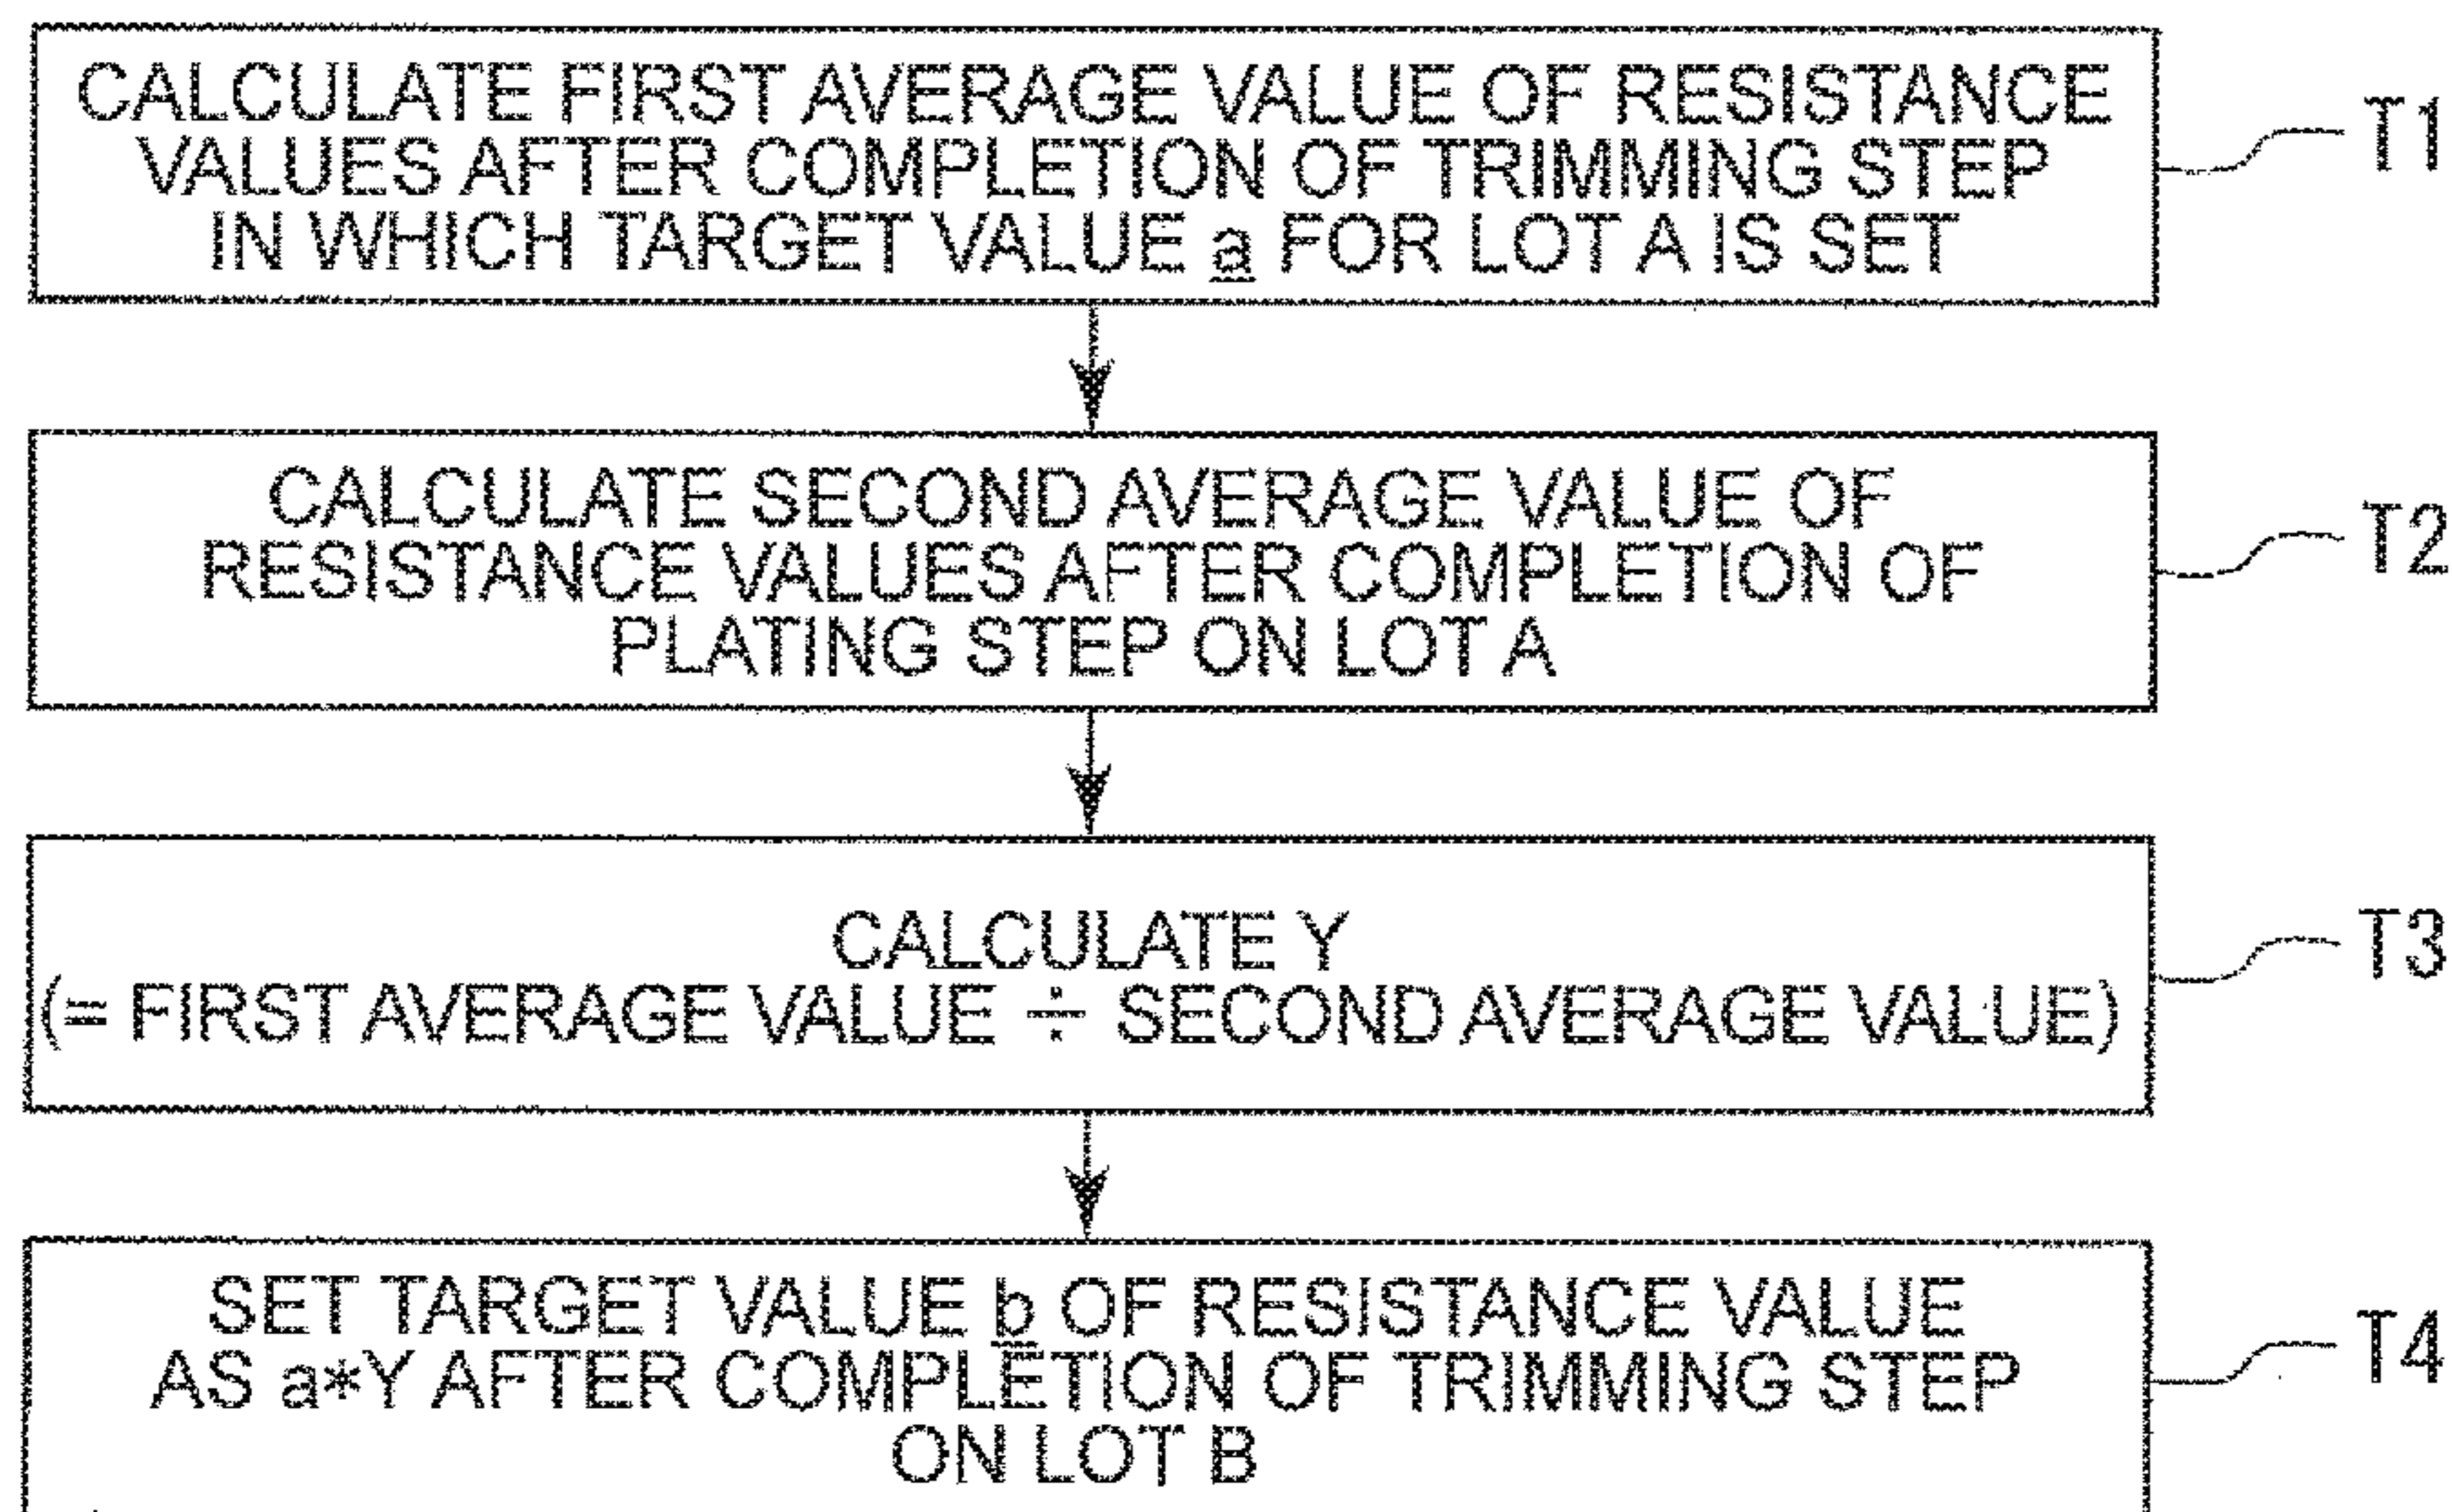 CALCULATE FIRST AVERAGE VALUE OF RESISTANCE
VALUES AFTER COMPLETION OF TRIMMING STEP
IN WHICH TARGET VALUE a FOR LOT A IS SET
T1
CALCULATE SECOND AVERAGE VALUE OF
RESISTANCE VALUES AFTER COMPLETION OF
PLATING STEP ON LOT A
T2
CALCULATE Y
(= FIRST AVERAGE VALUE ÷ SECOND AVERAGE VALUE)
T3
SET TARGET VALUE b OF RESISTANCE VALUE
AS a*Y AFTER COMPLETION OF TRIMMING STEP
ON LOT B
T4